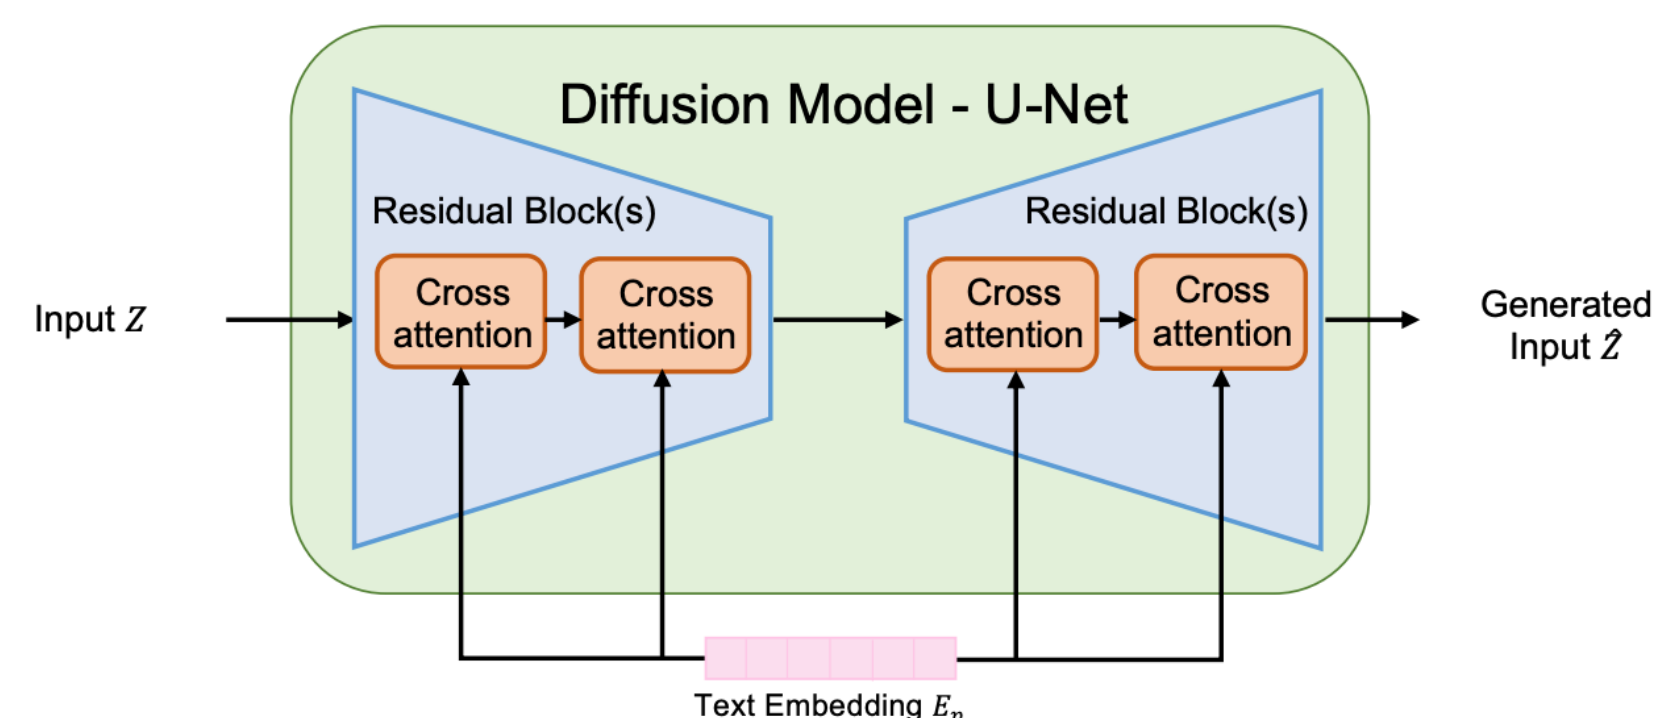 Diffusion Model - U-Net
Residual Block(s)
Residual Block(s)
Input Z
Cross
attention
Cross
attention
Cross
attention
Cross
attention
Generated
Input Ẑ
Text Embedding Eₚ